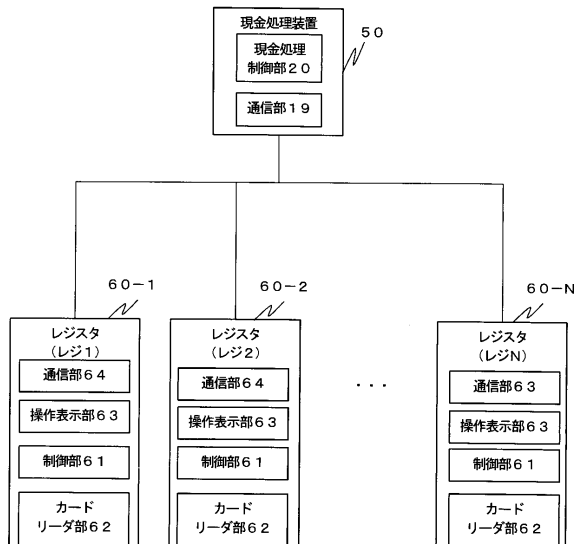 現金処理装置
現金処理
制御部20
通信部19
50
60-1
60-2
60-N
レジスタ
(レジ1)
通信部64
操作表示部63
制御部61
カード
リーダ部62
レジスタ
(レジ2)
通信部64
操作表示部63
制御部61
カード
リーダ部62
...
レジスタ
(レジN)
通信部63
操作表示部63
制御部61
カード
リーダ部62